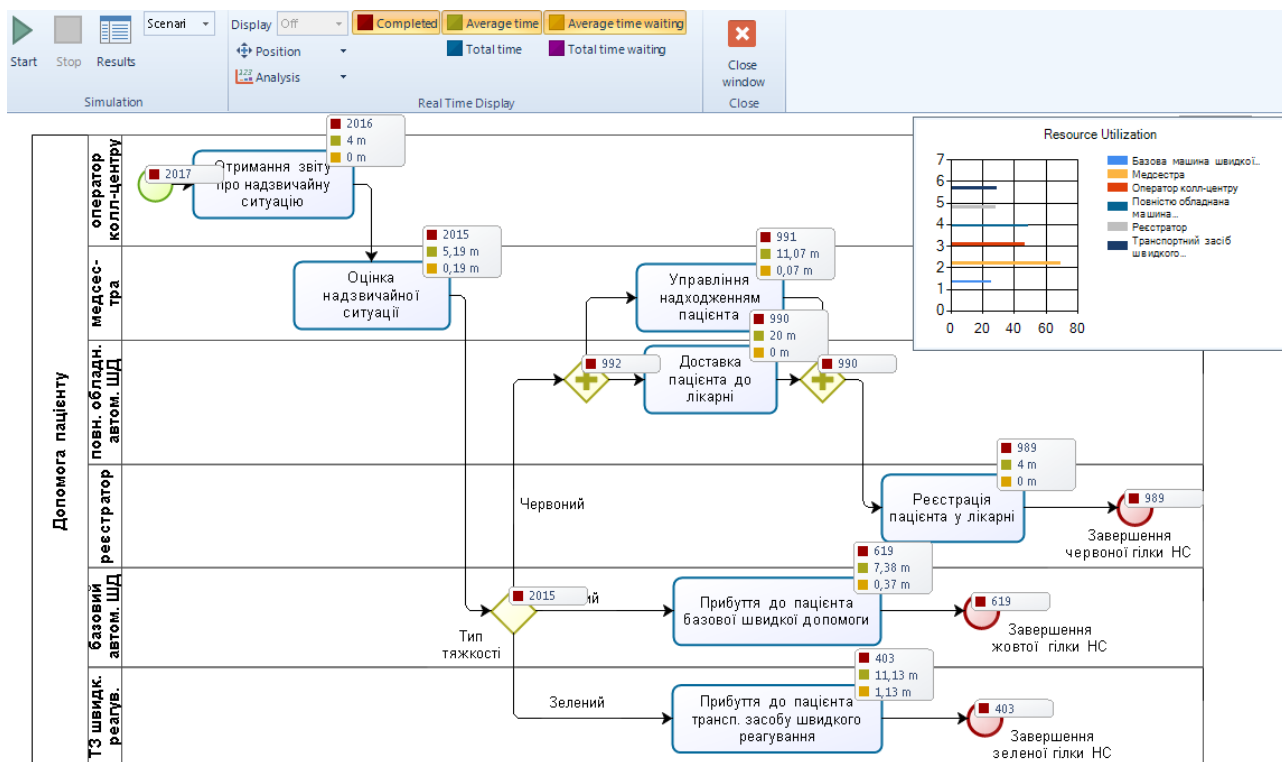 Start
Stop
Results
Scenari
Simulation
Display
Off
Position
Analysis
Completed
Average time
Average time waiting
Total time
Total time waiting
Real Time Display
Close
window
Close
Допомога пацієнту
оператор
колл-центру
2017
Отримання звіту
про надзвичайну
ситуацію
2016
4 m
0 m
Resource Utilization
7
6
5
4
3
2
1
0
0 20 40 60 80
Базова машина швидкої...
Медсестра
Оператор колл-центру
Повністю обладнана
машина...
Реєстратор
Транспортний засіб
швидкого...
медсес-
тра
Оцінка
надзвичайної
ситуації
2015
5,19 m
0,19 m
Управління
надходженням
пацієнта
991
11,07 m
0,07 m
повн. обладн.
автом. ШД
992
Доставка
пацієнта до
лікарні
990
20 m
0 m
990
реєстратор
Червоний
Реєстрація
пацієнта у лікарні
989
4 m
0 m
989
Завершення
червоної гілки НС
базовий
автом. ШД
2015
Тип
тяжкості
Прибуття до пацієнта
базової швидкої допомоги
619
7,38 m
0,37 m
619
Завершення
жовтої гілки НС
ТЗ швидк.
реагув.
Зелений
Прибуття до пацієнта
трансп. засобу швидкого
реагування
403
11,13 m
1,13 m
403
Завершення
зеленої гілки НС